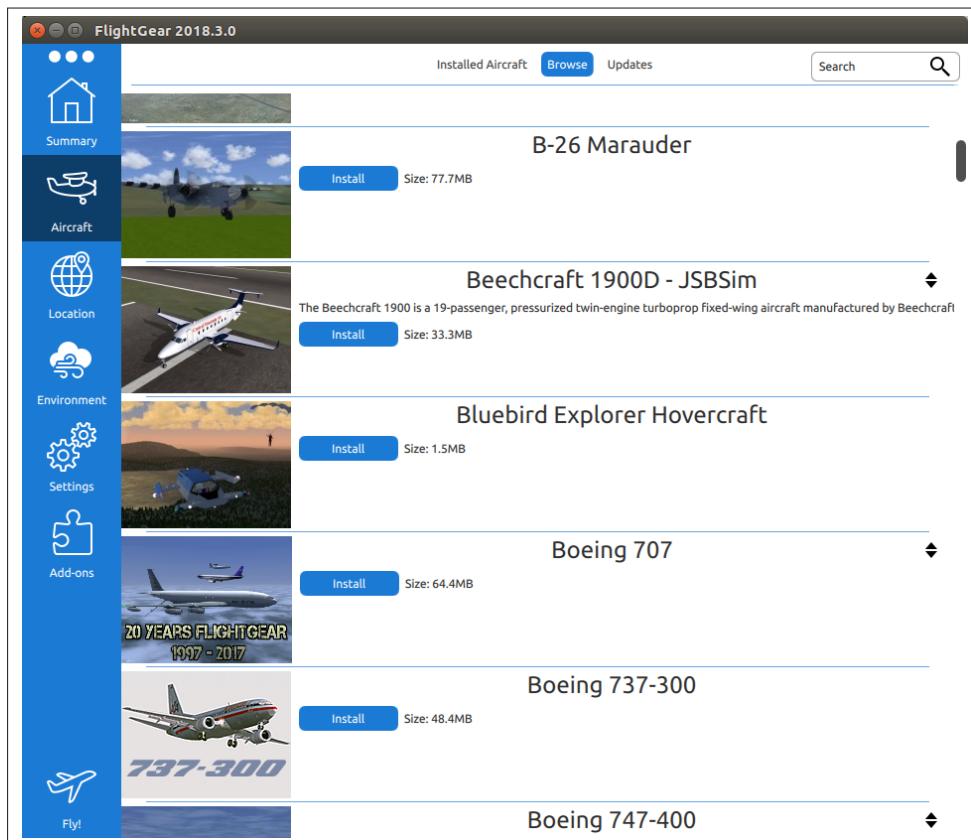 FlightGear 2018.3.0
Installed Aircraft Browse Updates Search
Summary
Aircraft
Location
Environment
Settings
Add-ons
Fly!
B-26 Marauder
Install Size: 77.7MB
Beechcraft 1900D - JSBSim
The Beechcraft 1900 is a 19-passenger, pressurized twin-engine turboprop fixed-wing aircraft manufactured by Beechcraft
Install Size: 33.3MB
Bluebird Explorer Hovercraft
Install Size: 1.5MB
Boeing 707
Install Size: 64.4MB
20 YEARS FLIGHTGEAR
1997 - 2017
Boeing 737-300
Install Size: 48.4MB
737-300
Boeing 747-400